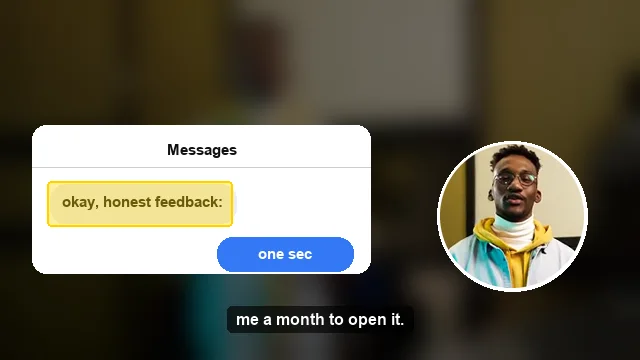 Messages
okay, honest feedback:
one sec
me a month to open it.